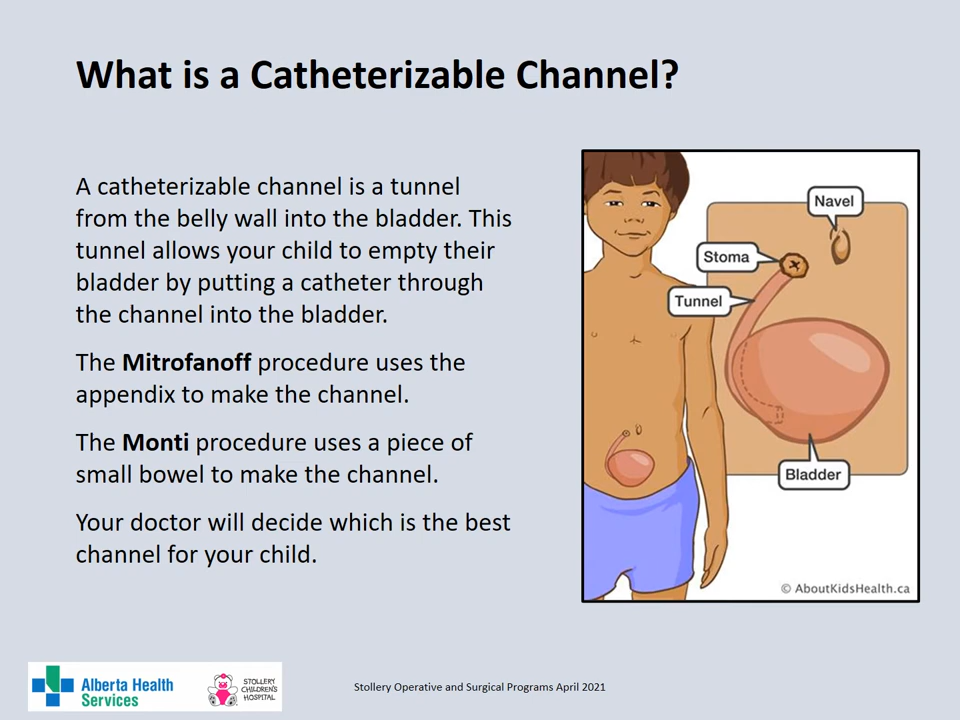 What is a Catheterizable Channel?
A catheterizable channel is a tunnel
from the belly wall into the bladder. This
tunnel allows your child to empty their
bladder by putting a catheter through
the channel into the bladder.
The Mitrofanoff procedure uses the
appendix to make the channel.
The Monti procedure uses a piece of
small bowel to make the channel.
Your doctor will decide which is the best
channel for your child.
Navel
Stoma
Tunnel
Bladder
© AboutKidsHealth.ca
Alberta Health
Services
STOLLERY
CHILDREN'S
HOSPITAL
Stollery Operative and Surgical Programs April 2021